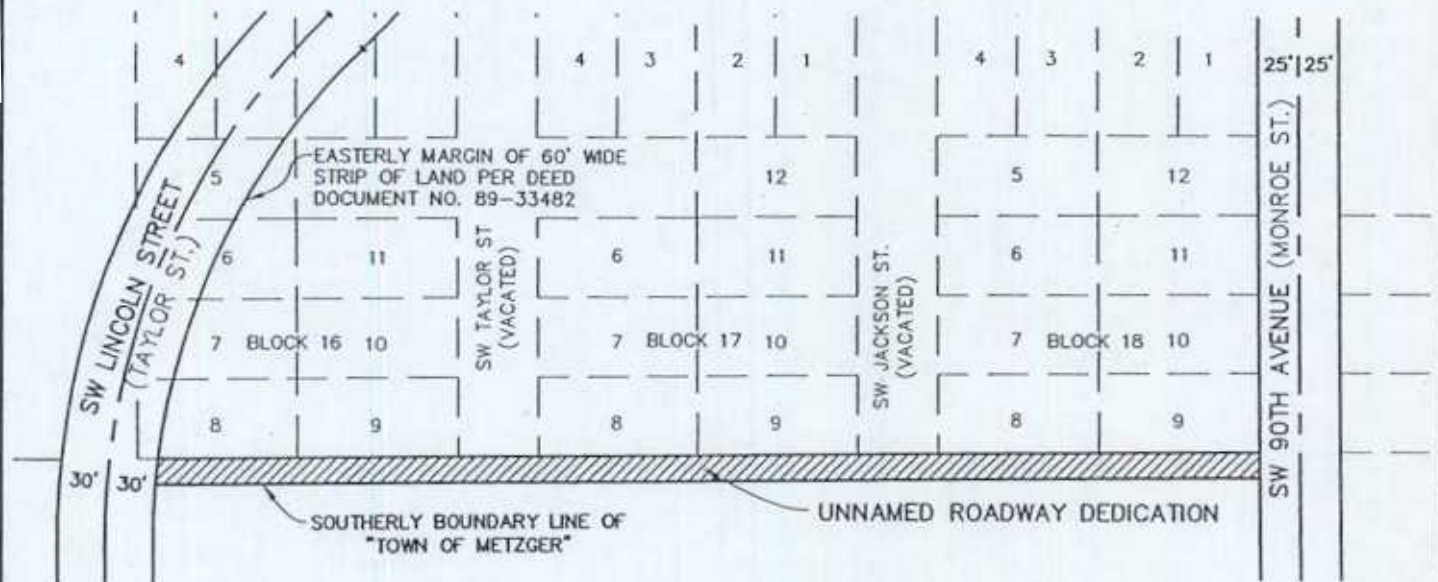 4
4
3
2
1
4
3
2
1
25'
25'
EASTERLY MARGIN OF 60' WIDE
STRIP OF LAND PER DEED
DOCUMENT NO. 89-33482
5
12
5
12
SW LINCOLN STREET
(TAYLOR ST.)
6
11
SW TAYLOR ST
(VACATED)
6
11
SW JACKSON ST.
(VACATED)
6
11
SW 90TH AVENUE (MONROE ST.)
7
BLOCK 16
10
7
BLOCK 17
10
7
BLOCK 18
10
8
9
8
9
8
9
30'
30'
SOUTHERLY BOUNDARY LINE OF
"TOWN OF METZGER"
UNNAMED ROADWAY DEDICATION